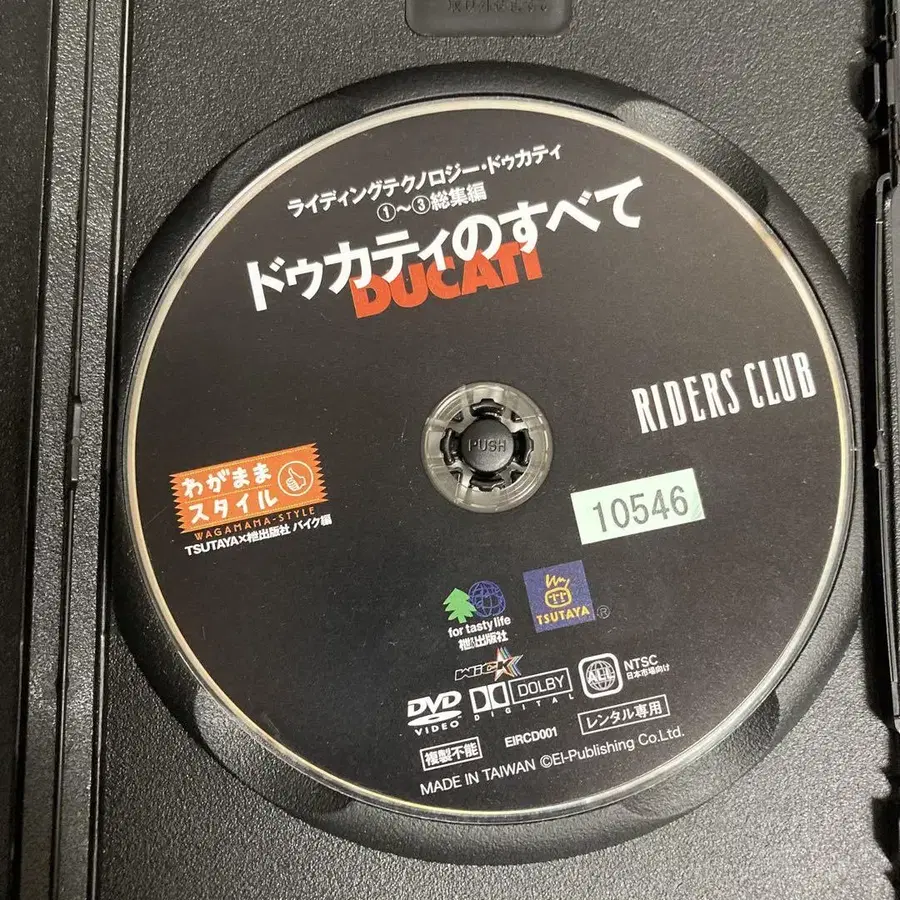 ライディングテクノロジー・ドゥカティ
①～③総集編
ドゥカティのすべて
DUCATI
RIDERS CLUB
PUSH
わがまま
スタイル
WAGAMAMA-STYLE
TSUTAYA×枻出版社 バイク編
10546
for tasty life
枻出版社
TSUTAYA®
WiCK
DVD
VIDEO
DOLBY
DIGITAL
ALL
NTSC
日本市場向け
複製不能
EIRCD001
レンタル専用
MADE IN TAIWAN ©EI-Publishing Co.Ltd.